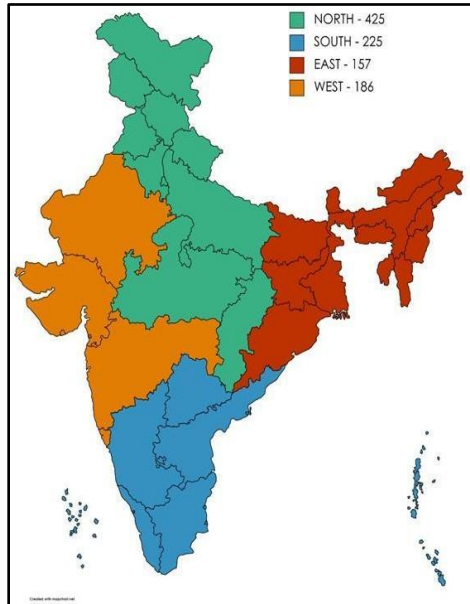 NORTH - 425
SOUTH - 225
EAST - 157
WEST - 186
Created with mapchart.net